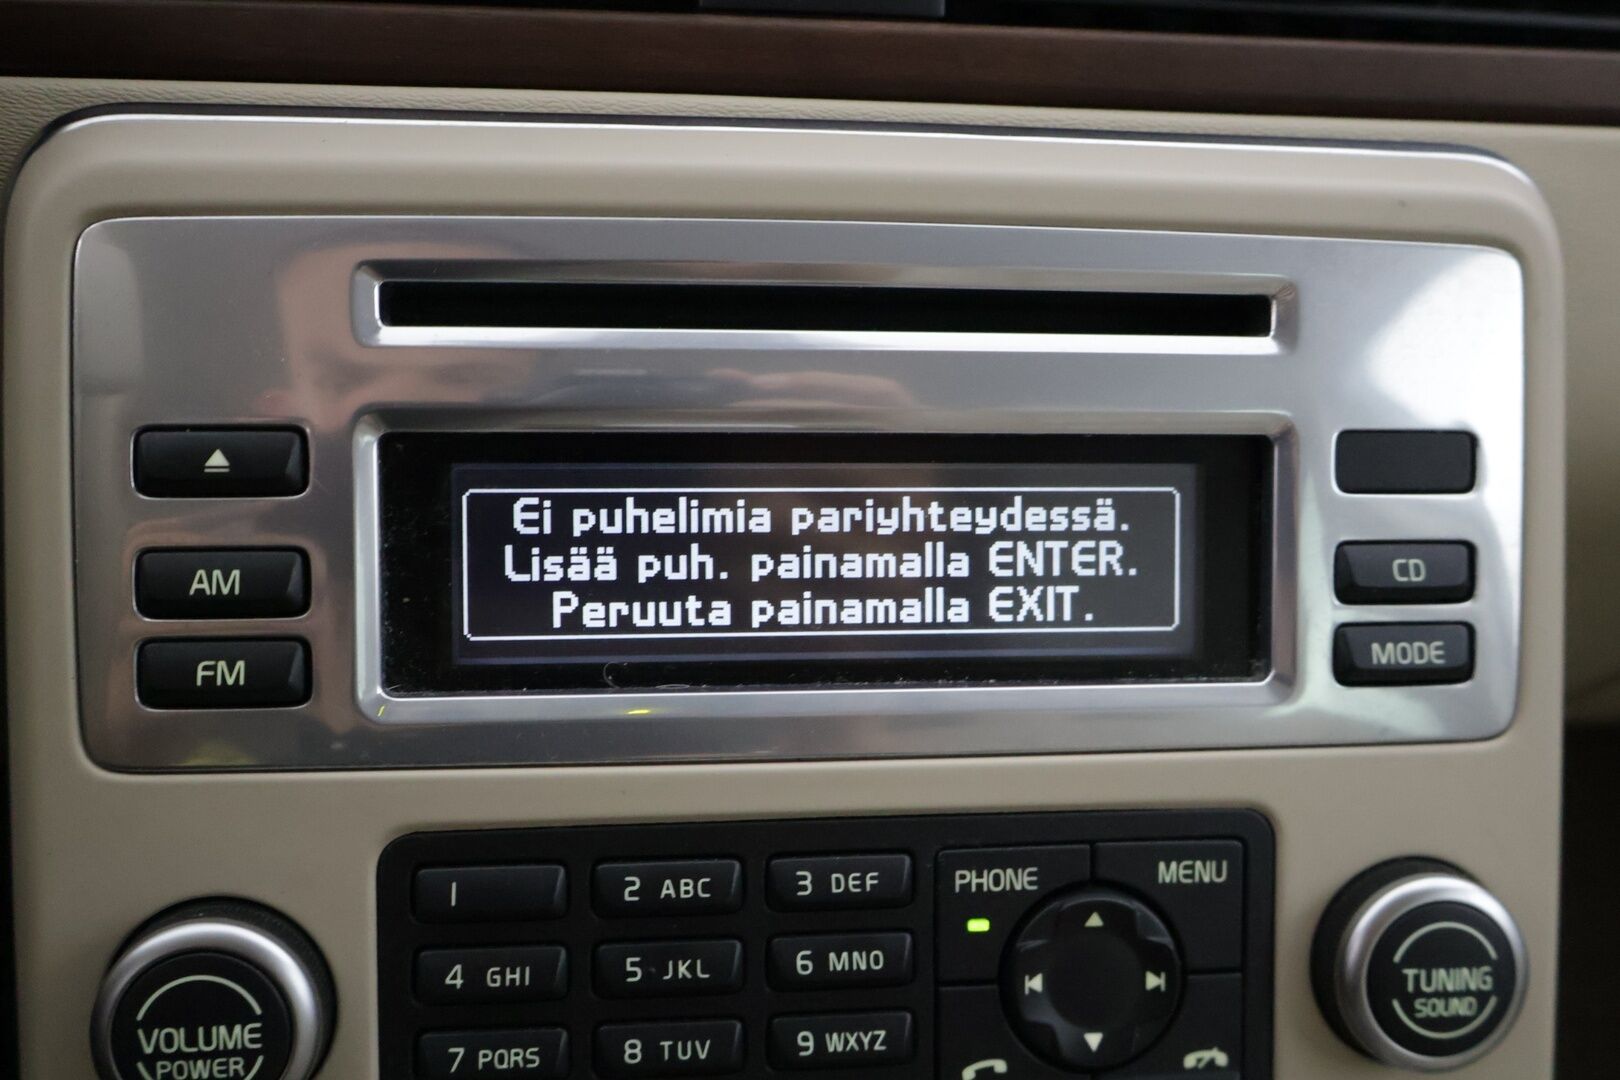 Ei puhelimia pariyhteydessä.
Lisää puh. painamalla ENTER.
Peruuta painamalla EXIT.
AM
FM
CD
MODE
1
2 ABC
3 DEF
4 GHI
5 JKL
6 MNO
7 PQRS
8 TUV
9 WXYZ
PHONE
MENU
VOLUME
POWER
TUNING
SOUND